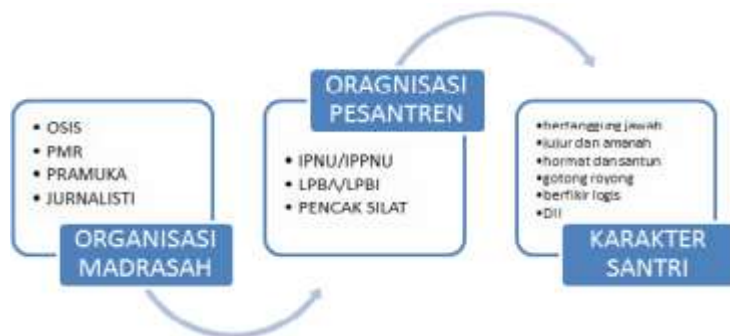 • OSIS
• PMR
• PRAMUKA
• JURNALISTI
ORGANISASI
MADRASAH
ORAGNISASI
PESANTREN
• IPNU/IPPNU
• LPBA/LPBI
• PENCAK SILAT
•bertanggung jawab
•jujur dan amanah
•hormat dan santun
•gotong royong
•berfikir logis
•Dll
KARAKTER
SANTRI